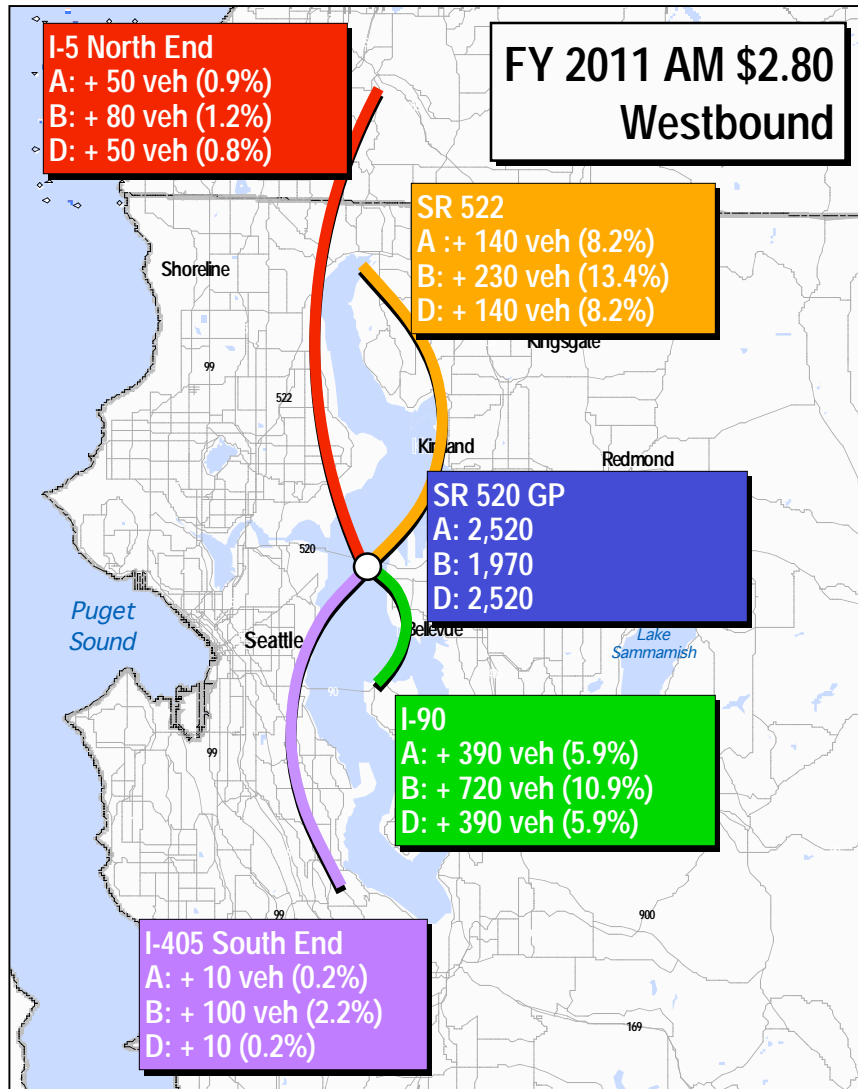 I-5 North End
A: + 50 veh (0.9%)
B: + 80 veh (1.2%)
D: + 50 veh (0.8%)
FY 2011 AM $2.80
Westbound
SR 522
A :+ 140 veh (8.2%)
B: + 230 veh (13.4%)
D: + 140 veh (8.2%)
Shoreline
Kingsgate
99
522
Redmond
SR 520 GP
A: 2,520
B: 1,970
D: 2,520
520
Puget
Sound
Seattle
Bellevue
Lake
Sammamish
90
I-90
A: + 390 veh (5.9%)
B: + 720 veh (10.9%)
D: + 390 veh (5.9%)
99
99
900
I-405 South End
A: + 10 veh (0.2%)
B: + 100 veh (2.2%)
D: + 10 (0.2%)
169